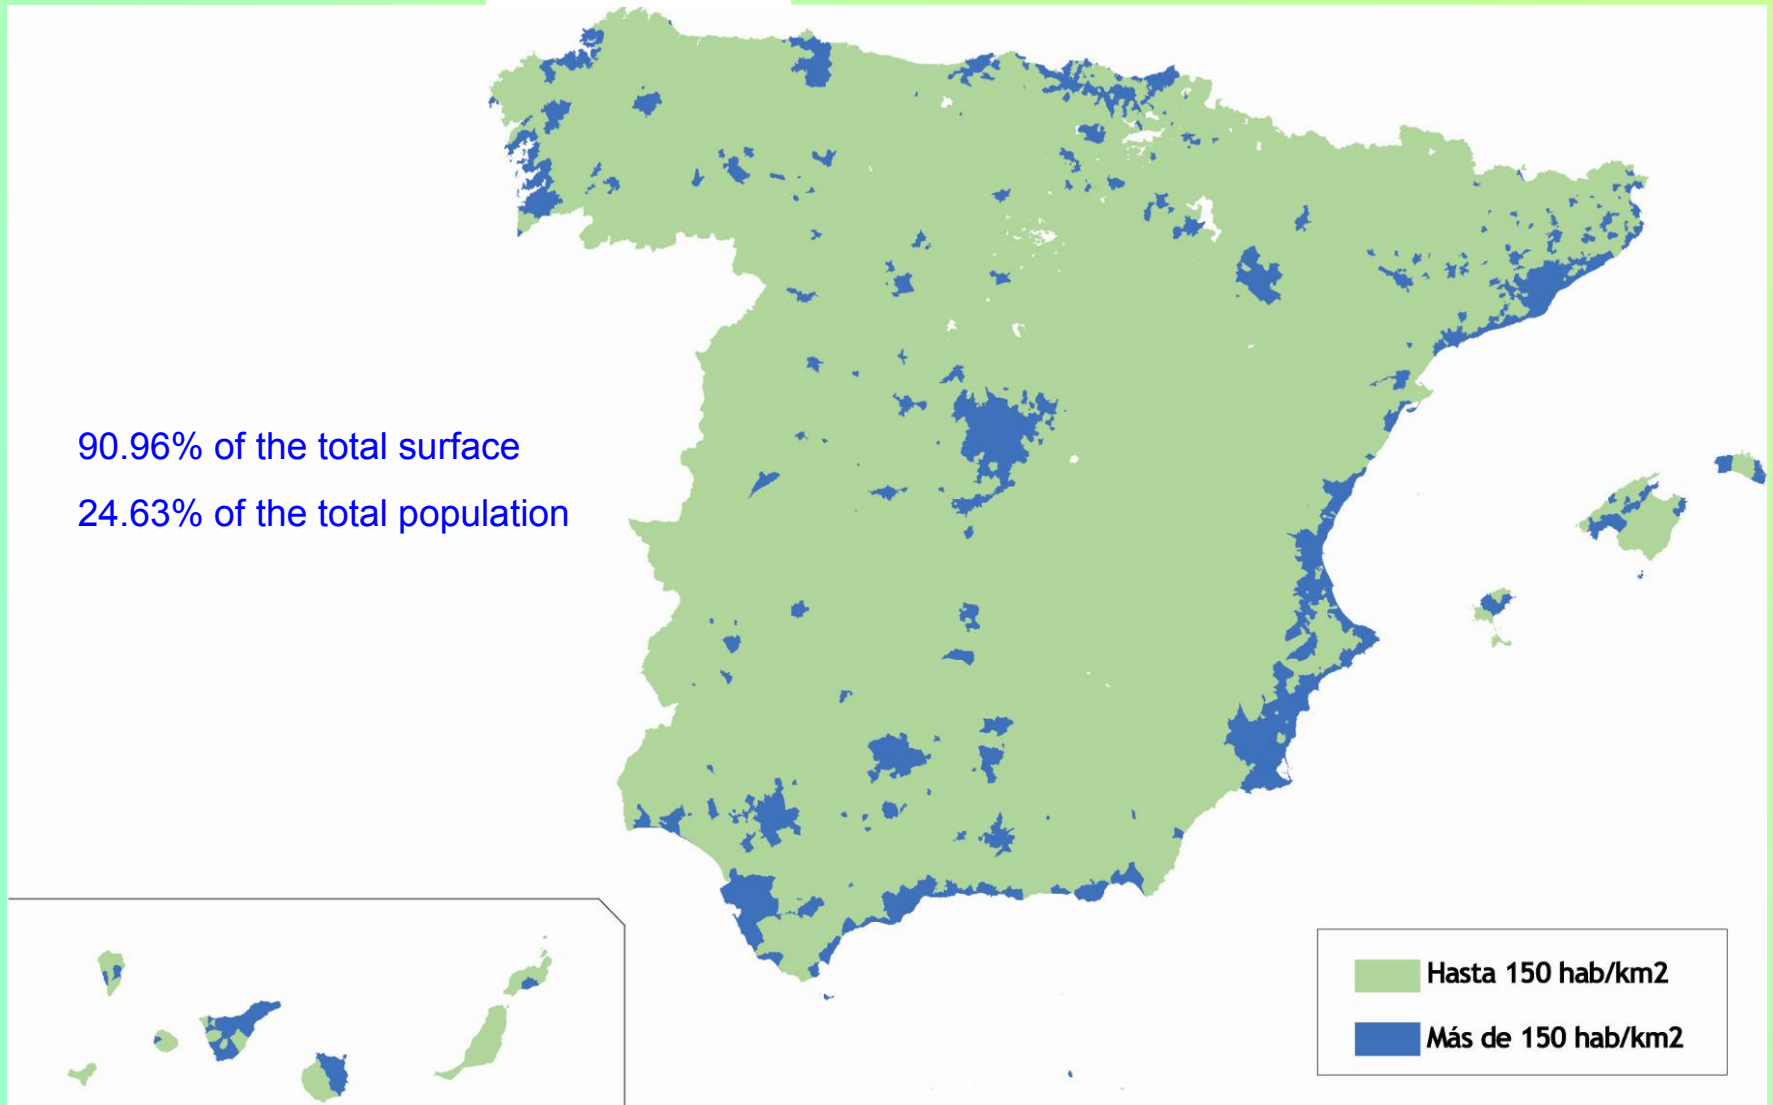 90.96% of the total surface
24.63% of the total population
Hasta 150 hab/km2
Más de 150 hab/km2